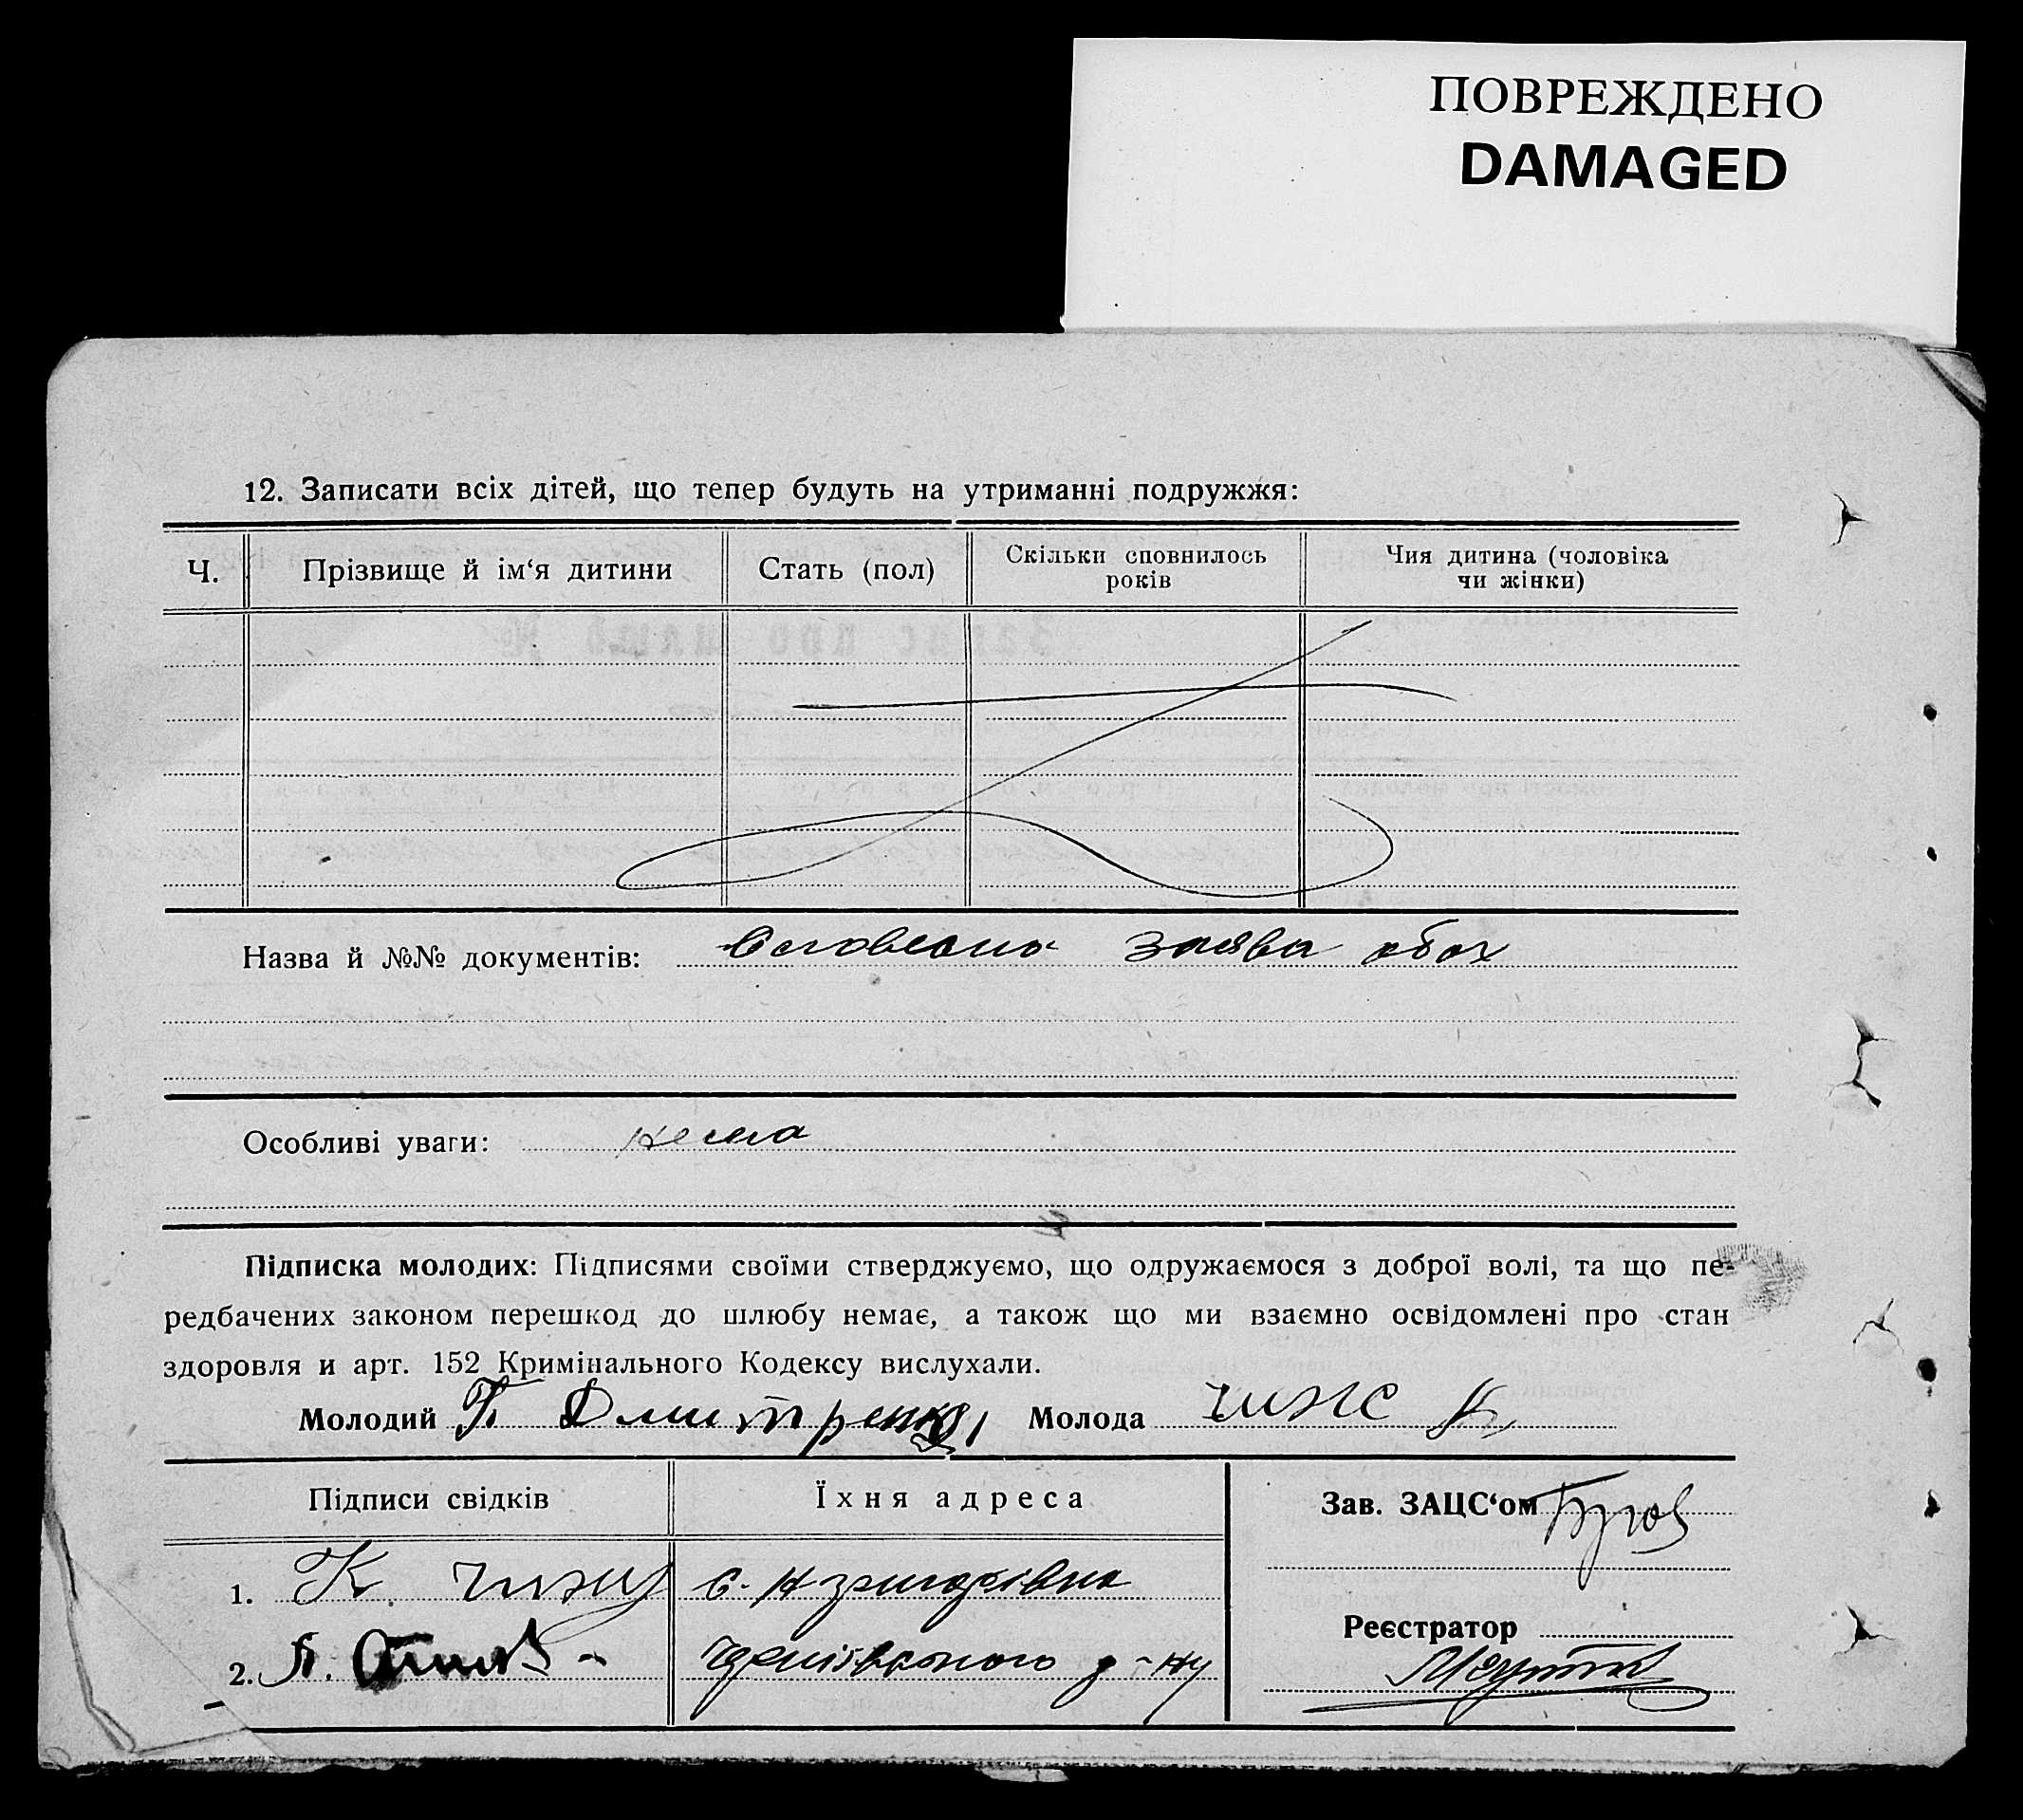 ПОВРЕЖДЕНО
DAMAGED
12. Записати всіх дітей, що тепер будуть на утриманні подружжя:
Ч.
Прізвище й ім‘я дитини
Стать (пол)
Скільки сповнилось
років
Чия дитина (чоловіка
чи жінки)
Назва й №№ документів: Словесна заява обох
Особливі уваги: нема
Підписка молодих: Підписями своїми стверджуємо, що одружаємося з доброї волі, та що пе-
редбачених законом перешкод до шлюбу немає, а також що ми взаємно освідомлені про стан
здоровля и арт. 152 Кримінального Кодексу вислухали.
Молодий Г. Дмитренко Молода Чиж К.
Підписи свідків
Їхня адреса
Зав. ЗАЦС‘ом
1. К.
с.
Реєстратор
2. р-ну